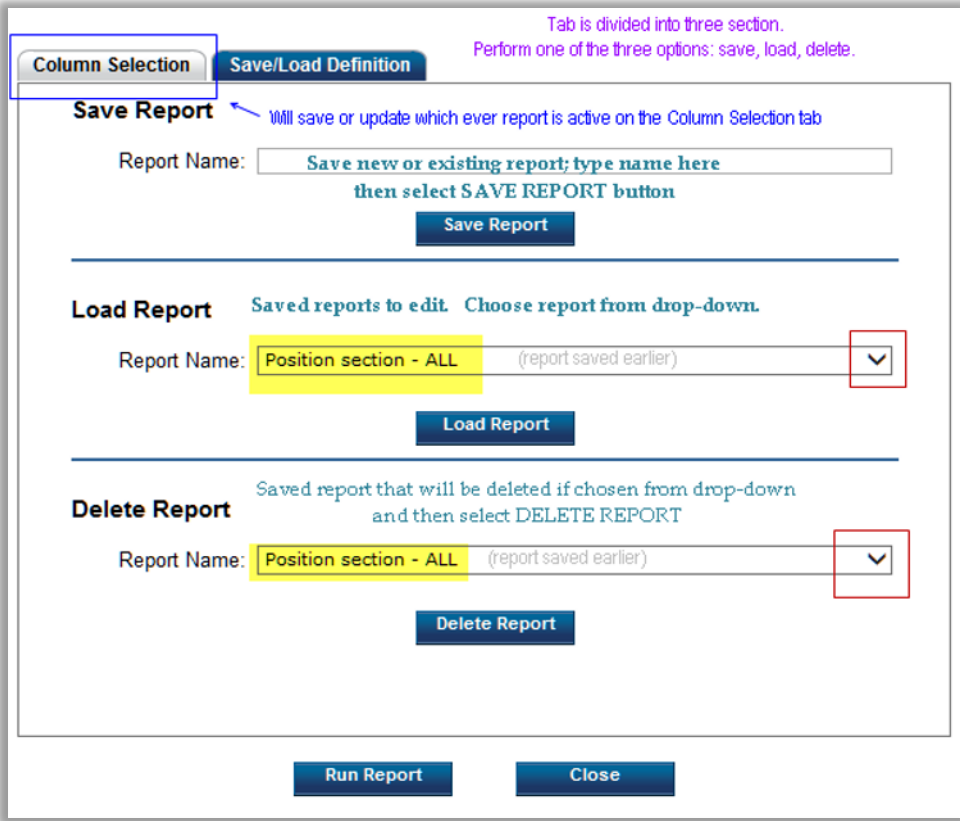 Tab is divided into three section.
Perform one of the three options: save, load, delete.
Column Selection
Save/Load Definition
Save Report
Will save or update which ever report is active on the Column Selection tab
Report Name: Save new or existing report; type name here
then select SAVE REPORT button
Save Report
Load Report
Saved reports to edit. Choose report from drop-down.
Report Name: Position section - ALL (report saved earlier)
Load Report
Saved report that will be deleted if chosen from drop-down
Delete Report
and then select DELETE REPORT
Report Name: Position section - ALL (report saved earlier)
Delete Report
Run Report
Close